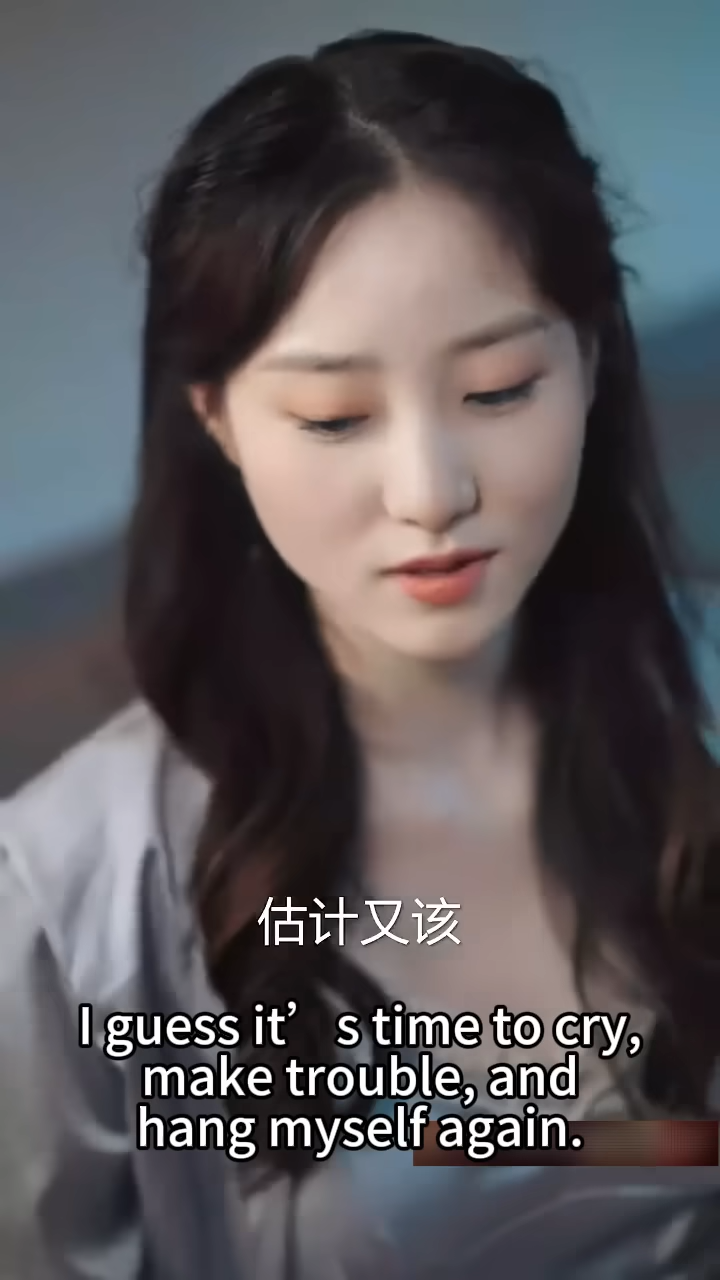 估计又该
I guess it’s time to cry,
make trouble, and
hang myself again.